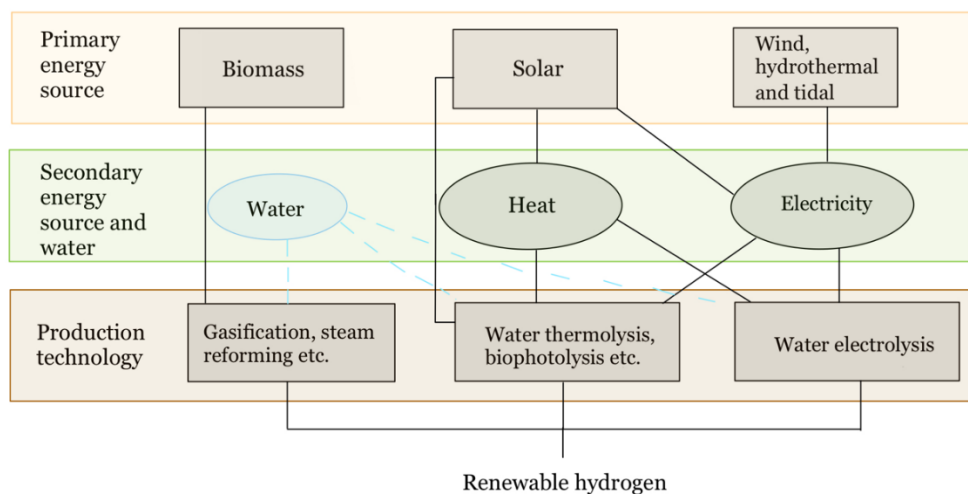 Primary
energy
source
Biomass
Solar
Wind,
hydrothermal
and tidal
Secondary
energy
source and
water
Water
Heat
Electricity
Production
technology
Gasification, steam
reforming etc.
Water thermolysis,
biophotolysis etc.
Water electrolysis
Renewable hydrogen